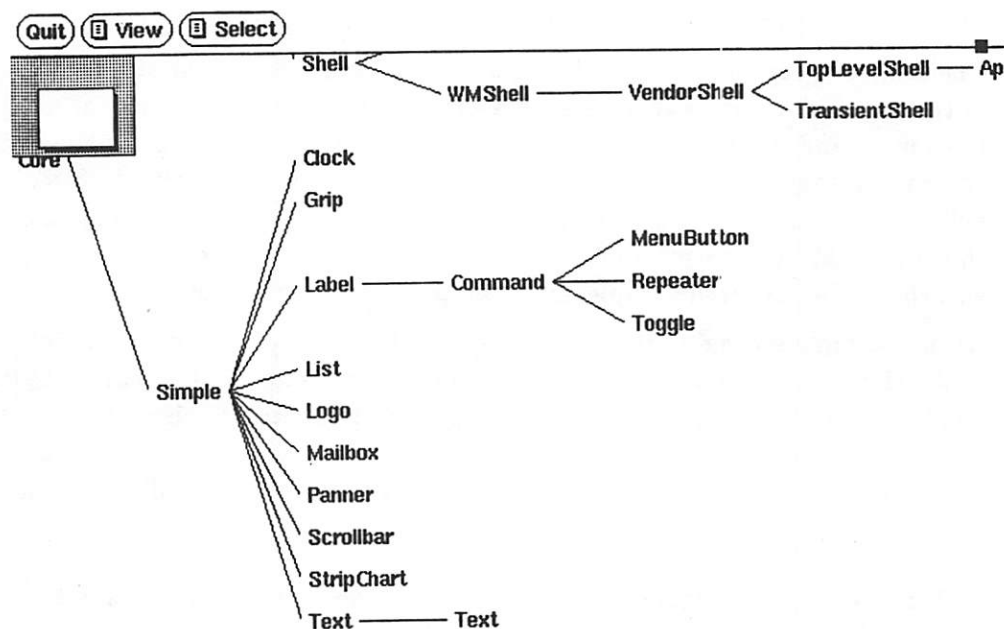 Quit View Select
Shell
TopLevelShell Ap
WMShell VendorShell
TransientShell
Core
Clock
Grip
MenuButton
Label Command Repeater
Toggle
List
Simple
Logo
Mailbox
Panner
Scrollbar
StripChart
Text Text